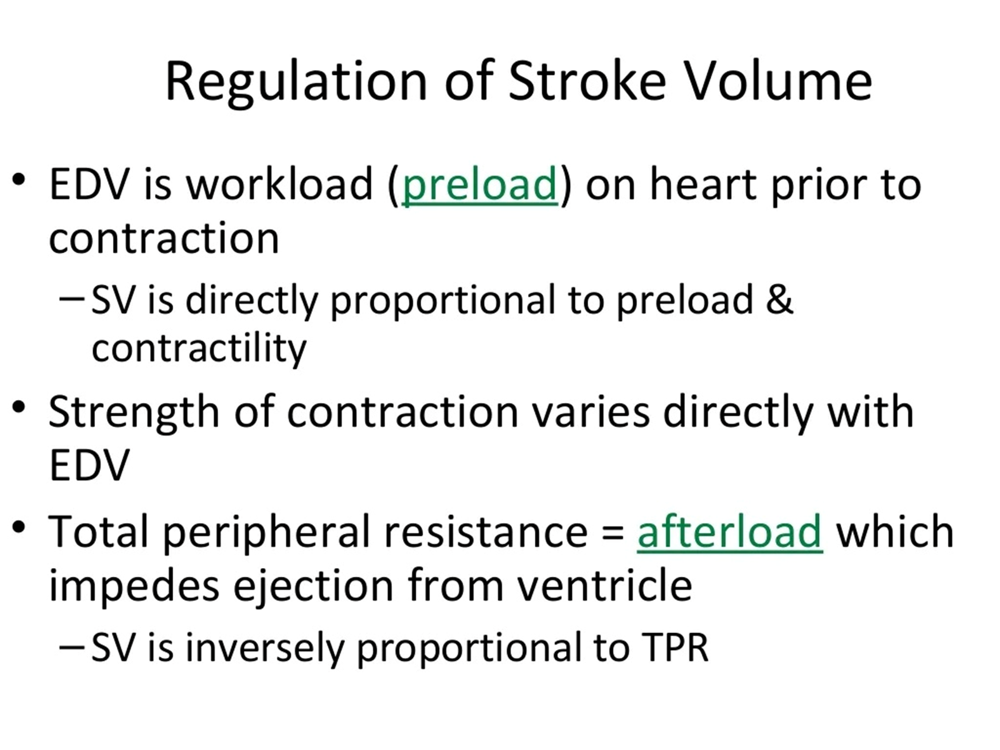 Regulation of Stroke Volume
• EDV is workload (preload) on heart prior to
contraction
– SV is directly proportional to preload &
contractility
• Strength of contraction varies directly with
EDV
• Total peripheral resistance = afterload which
impedes ejection from ventricle
– SV is inversely proportional to TPR